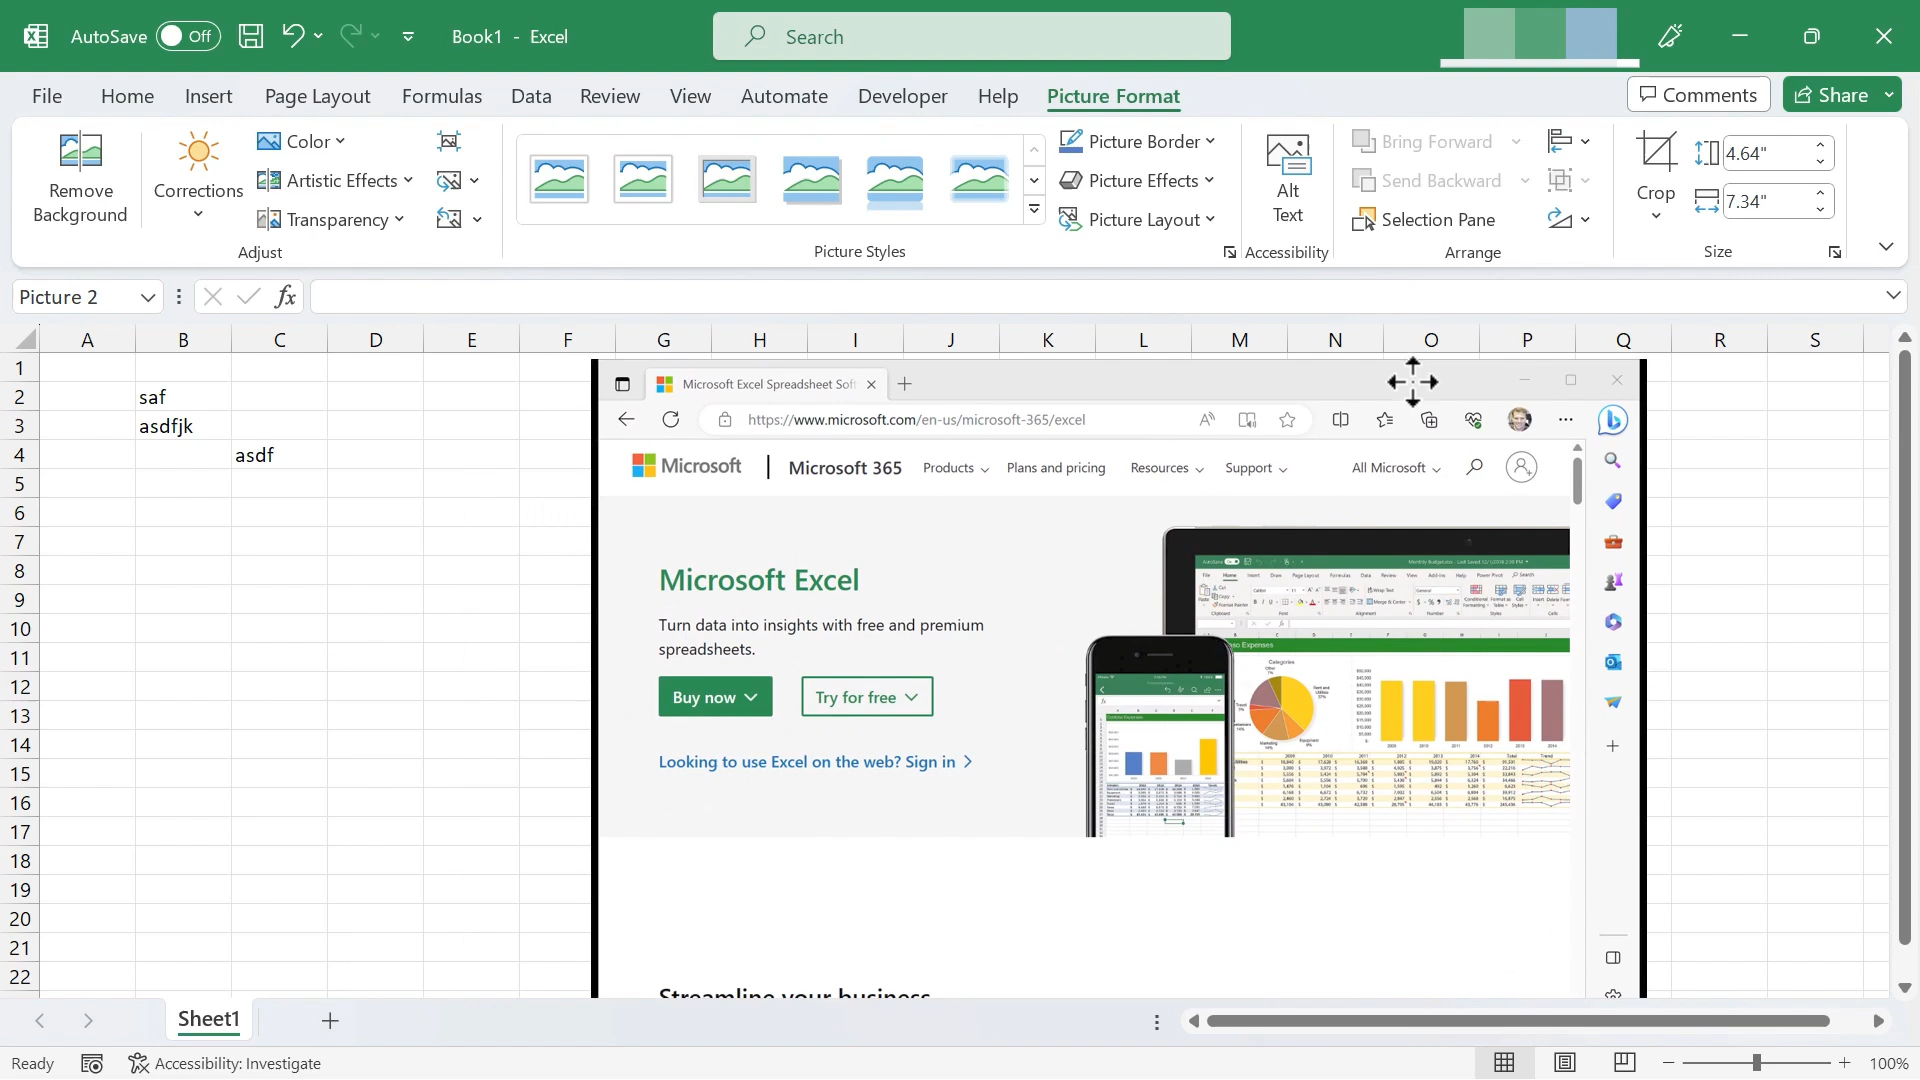 AutoSave Off Book1 - Excel Search
File Home Insert Page Layout Formulas Data Review View Automate Developer Help Picture Format Comments Share
Remove Background
Corrections
Color
Artistic Effects
Transparency
Adjust
Picture Styles
Picture Border
Picture Effects
Picture Layout
Alt Text
Accessibility
Bring Forward
Send Backward
Selection Pane
Arrange
Crop
4.64"
7.34"
Size
Picture 2 fx
A B C D E F G H I J K L M N O P Q R S
1
2 saf
3 asdfjk
4 asdf
5
6
7
8
9
10
11
12
13
14
15
16
17
18
19
20
21
22
Microsoft Excel Spreadsheet Soft
https://www.microsoft.com/en-us/microsoft-365/excel
Microsoft Microsoft 365 Products Plans and pricing Resources Support All Microsoft
Microsoft Excel
Turn data into insights with free and premium
spreadsheets.
Buy now Try for free
Looking to use Excel on the web? Sign in
Streamline your business
Sheet1
Ready Accessibility: Investigate 100%